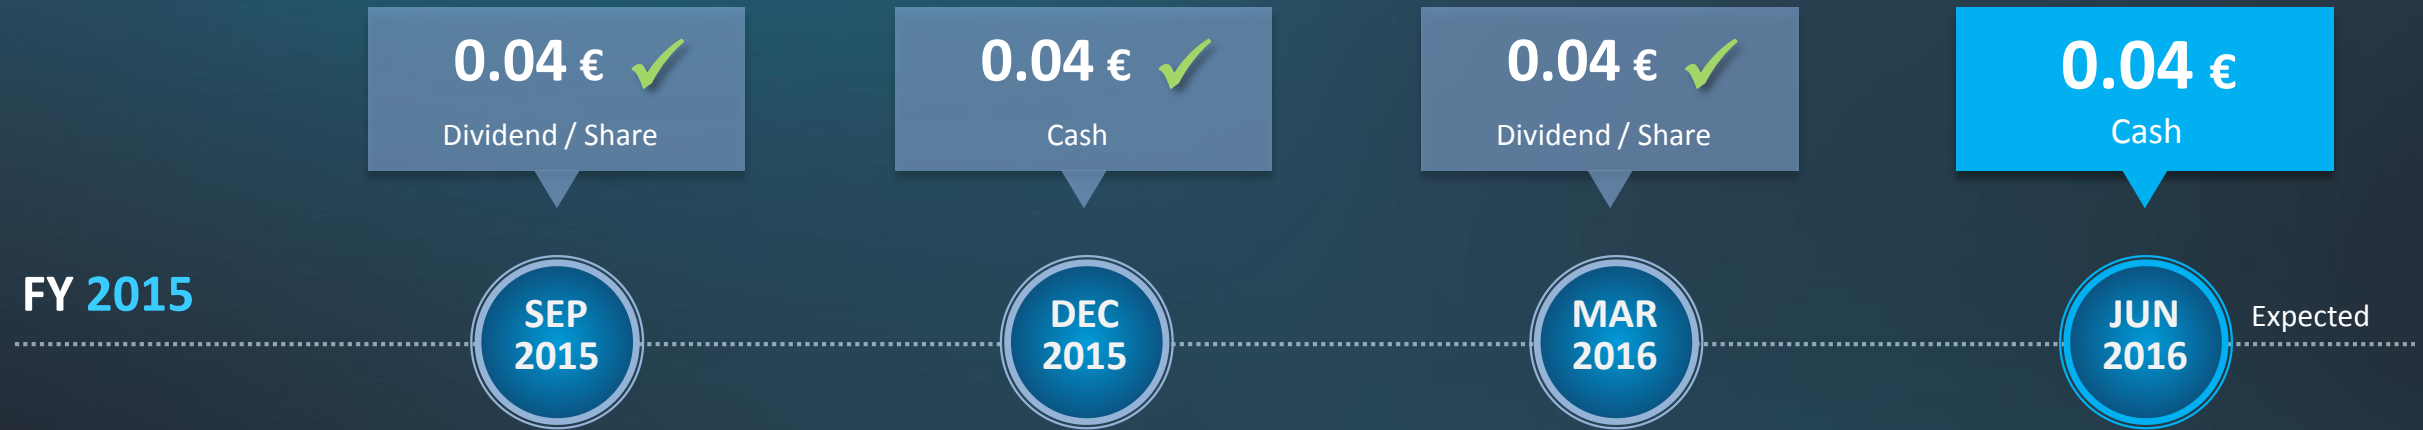 0.04 €
Dividend / Share
0.04 €
Cash
0.04 €
Dividend / Share
0.04 €
Cash
FY 2015
SEP
2015
DEC
2015
MAR
2016
JUN
2016
Expected